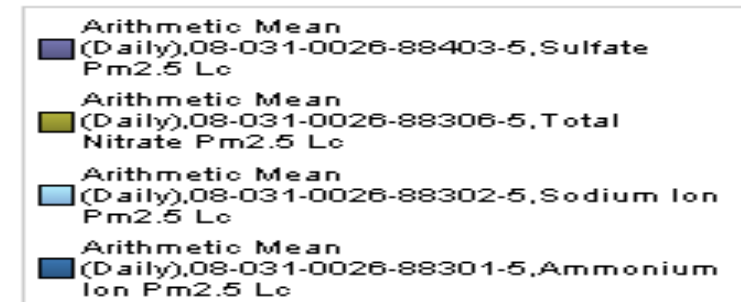 Arithmetic Mean
(Daily),08-031-0026-88403-5,Sulfate
Pm2.5 Lc
Arithmetic Mean
(Daily),08-031-0026-88306-5,Total
Nitrate Pm2.5 Lc
Arithmetic Mean
(Daily),08-031-0026-88302-5,Sodium Ion
Pm2.5 Lc
Arithmetic Mean
(Daily),08-031-0026-88301-5,Ammonium
Ion Pm2.5 Lc